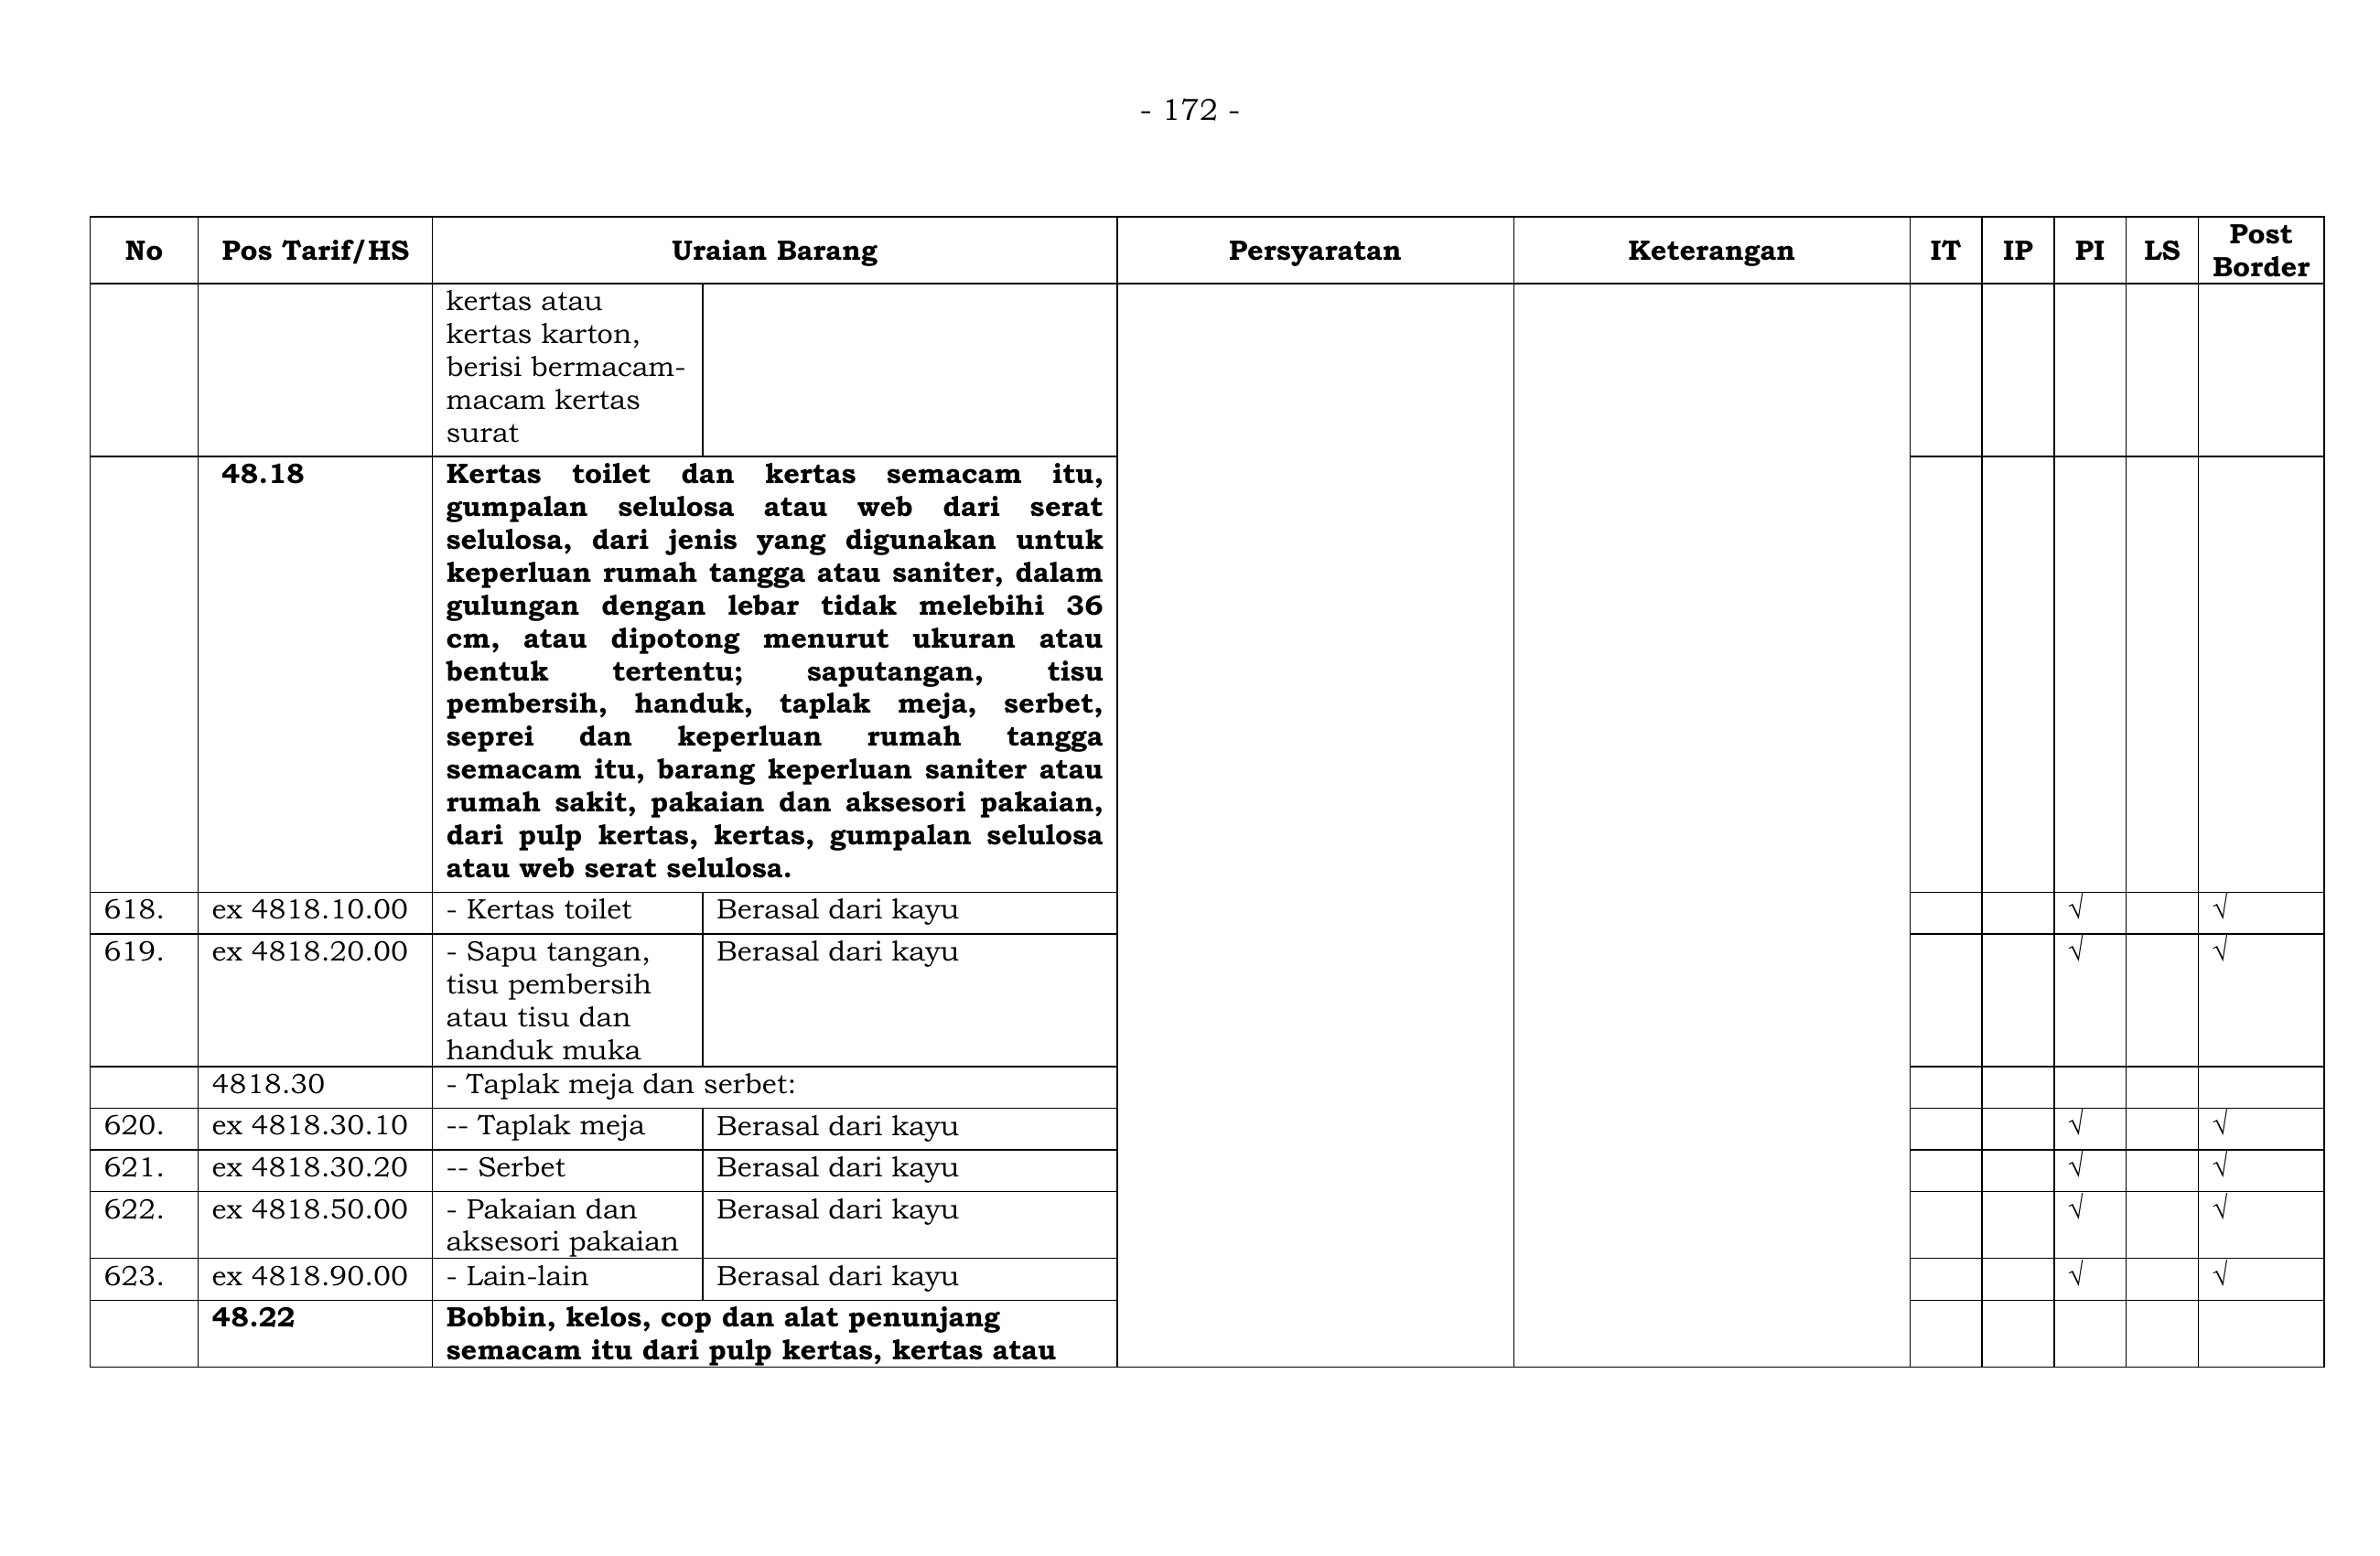 - 172 -
No Pos Tarif/HS Uraian Barang Persyaratan Keterangan IT IP PI LS Post Border
kertas atau
kertas karton,
berisi bermacam-
macam kertas
surat
48.18 Kertas toilet dan kertas semacam itu,
gumpalan selulosa atau web dari serat
selulosa, dari jenis yang digunakan untuk
keperluan rumah tangga atau saniter, dalam
gulungan dengan lebar tidak melebihi 36
cm, atau dipotong menurut ukuran atau
bentuk tertentu; saputangan, tisu
pembersih, handuk, taplak meja, serbet,
seprei dan keperluan rumah tangga
semacam itu, barang keperluan saniter atau
rumah sakit, pakaian dan aksesori pakaian,
dari pulp kertas, kertas, gumpalan selulosa
atau web serat selulosa.
618. ex 4818.10.00 - Kertas toilet Berasal dari kayu √ √
619. ex 4818.20.00 - Sapu tangan, Berasal dari kayu √ √
tisu pembersih
atau tisu dan
handuk muka
4818.30 - Taplak meja dan serbet:
620. ex 4818.30.10 -- Taplak meja Berasal dari kayu √ √
621. ex 4818.30.20 -- Serbet Berasal dari kayu √ √
622. ex 4818.50.00 - Pakaian dan Berasal dari kayu √ √
aksesori pakaian
623. ex 4818.90.00 - Lain-lain Berasal dari kayu √ √
48.22 Bobbin, kelos, cop dan alat penunjang
semacam itu dari pulp kertas, kertas atau